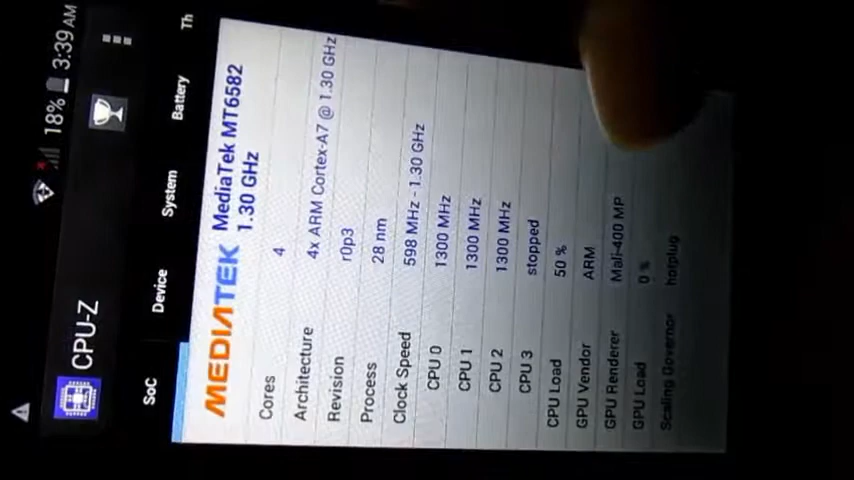 18% 3:39 AM
CPU-Z
SoC Device System Battery Th
MEDIATEK MediaTek MT6582
1.30 GHz
Cores 4
Architecture 4x ARM Cortex-A7 @ 1.30 GHz
Revision r0p3
Process 28 nm
Clock Speed 598 MHz - 1.30 GHz
CPU 0 1300 MHz
CPU 1 1300 MHz
CPU 2 1300 MHz
CPU 3 stopped
CPU Load 50 %
GPU Vendor ARM
GPU Renderer Mali-400 MP
GPU Load 0 %
Scaling Governor hotplug